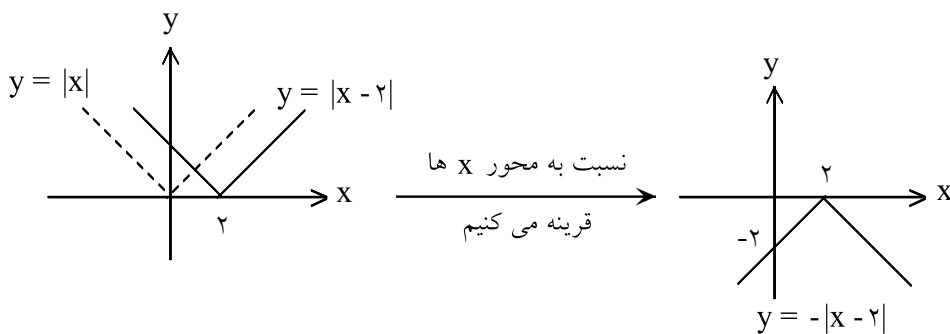 y
y = |x|
y = |x - ۲|
x
۲
نسبت به محور x ها
قرینه می کنیم
y
۲
x
-۲
y = -|x - ۲|